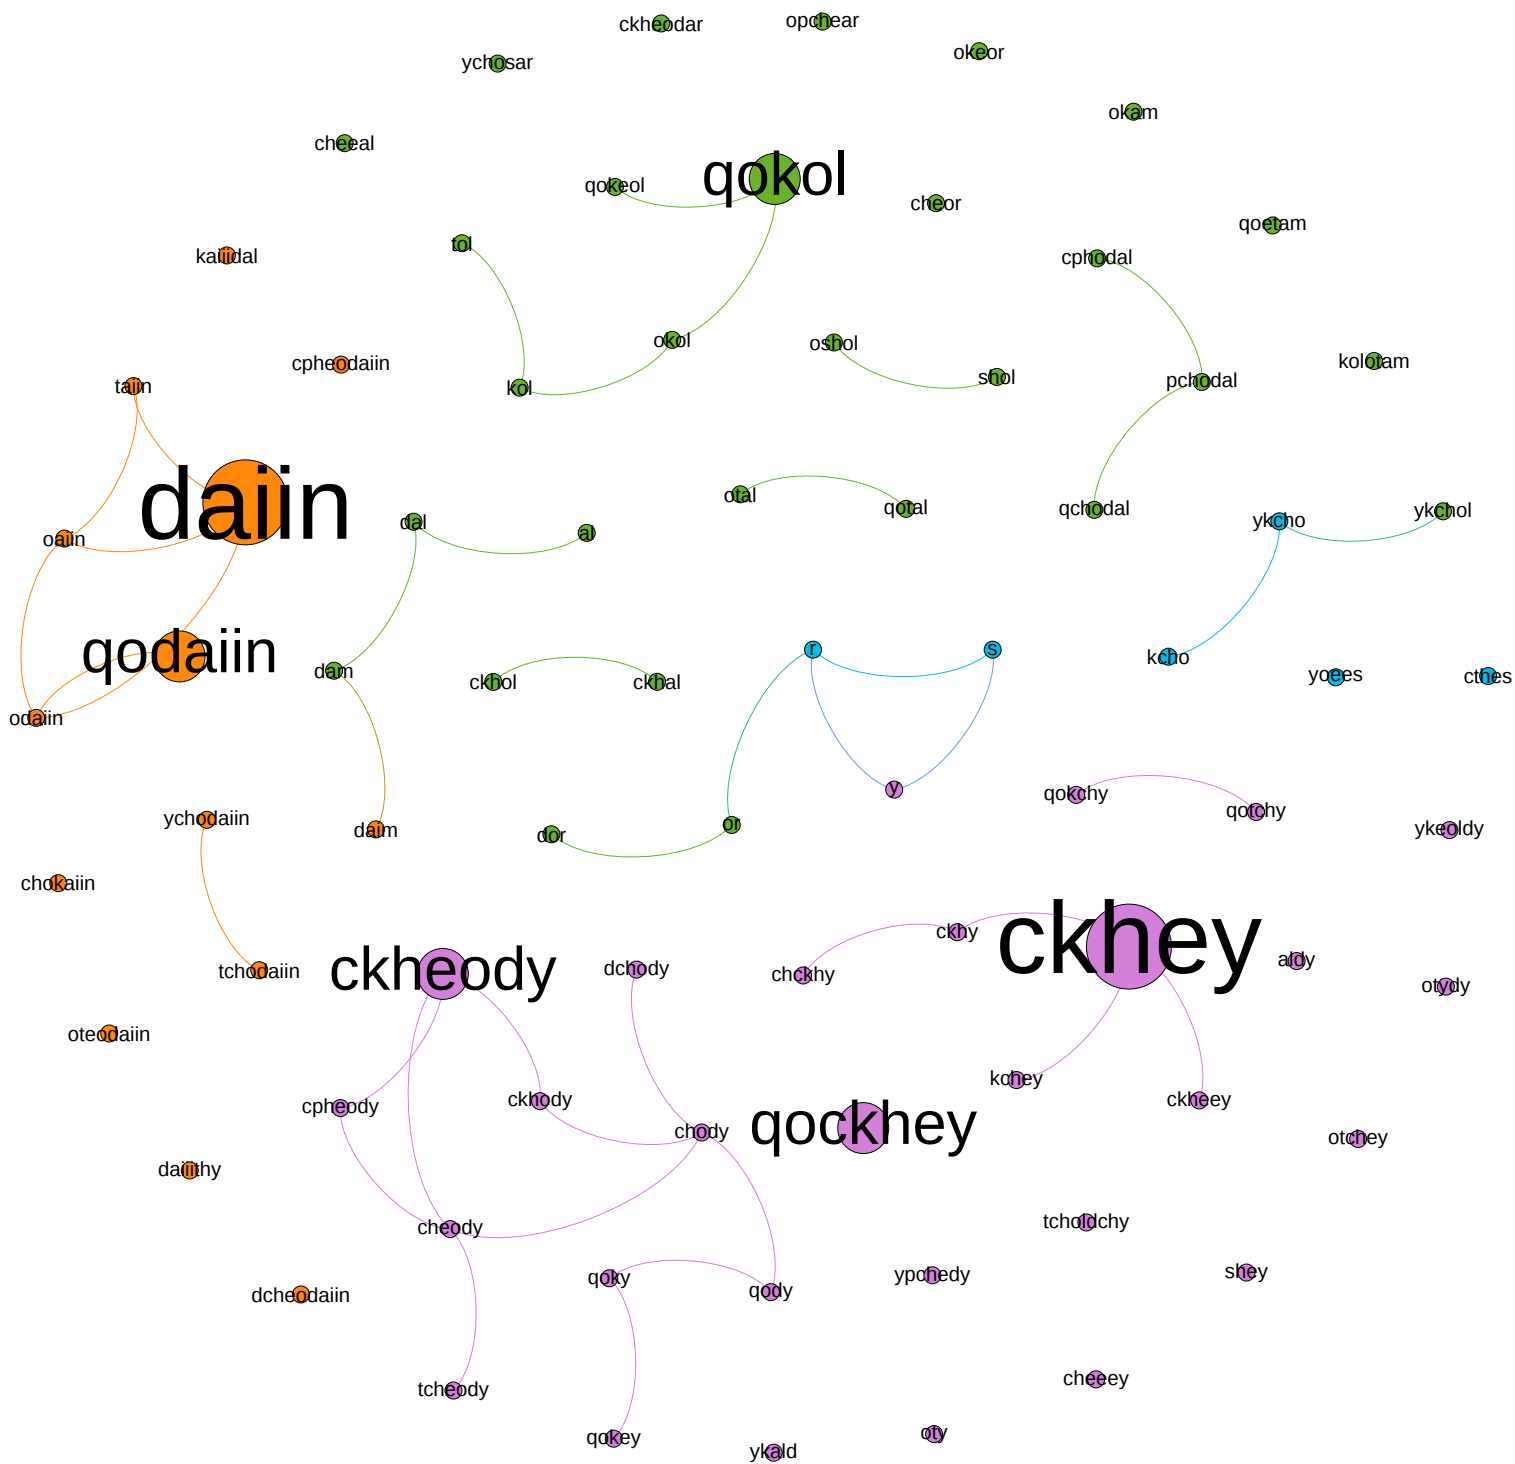 ckheodar
opchear
okeor
ychosar
okam
cheeal
qokol
qokeol
cheor
qoetam
tol
kaiiidal
cphodal
okol
oshol
cpheodaiin
kolotam
shol
pchodal
taiin
kol
otal
daiin
qotal
qchodal
ykchol
ykcho
dal
al
oaiin
r
s
qodaiin
kcho
dam
yoees
cthes
ckhol
ckhal
odaiin
y
qokchy
qotchy
ychodaiin
or
daim
dor
ykeoldy
chokaiin
ckhy
ckhey
aldy
tchodaiin
ckheody
dchody
chckhy
otydy
oteodaiin
kchey
ckhody
ckheey
cpheody
qockhey
chody
otchey
daiiithy
tcholdchy
cheody
shey
ypchedy
qoky
qody
dcheodaiin
cheeey
tcheody
oty
qokey
ykald